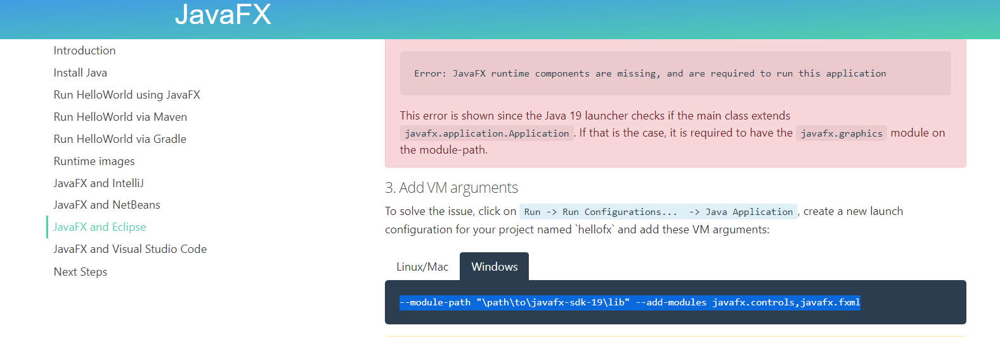 JavaFX
Introduction
Install Java
Run HelloWorld using JavaFX
Run HelloWorld via Maven
Run HelloWorld via Gradle
Runtime images
JavaFX and IntelliJ
JavaFX and NetBeans
JavaFX and Eclipse
JavaFX and Visual Studio Code
Next Steps
Error: JavaFX runtime components are missing, and are required to run this application
This error is shown since the Java 19 launcher checks if the main class extends
javafx.application.Application. If that is the case, it is required to have the javafx.graphics module on
the module-path.
3. Add VM arguments
To solve the issue, click on Run -> Run Configurations... -> Java Application, create a new launch
configuration for your project named `hellofx` and add these VM arguments:
Linux/Mac Windows
--module-path "\path\to\javafx-sdk-19\lib" --add-modules javafx.controls,javafx.fxml